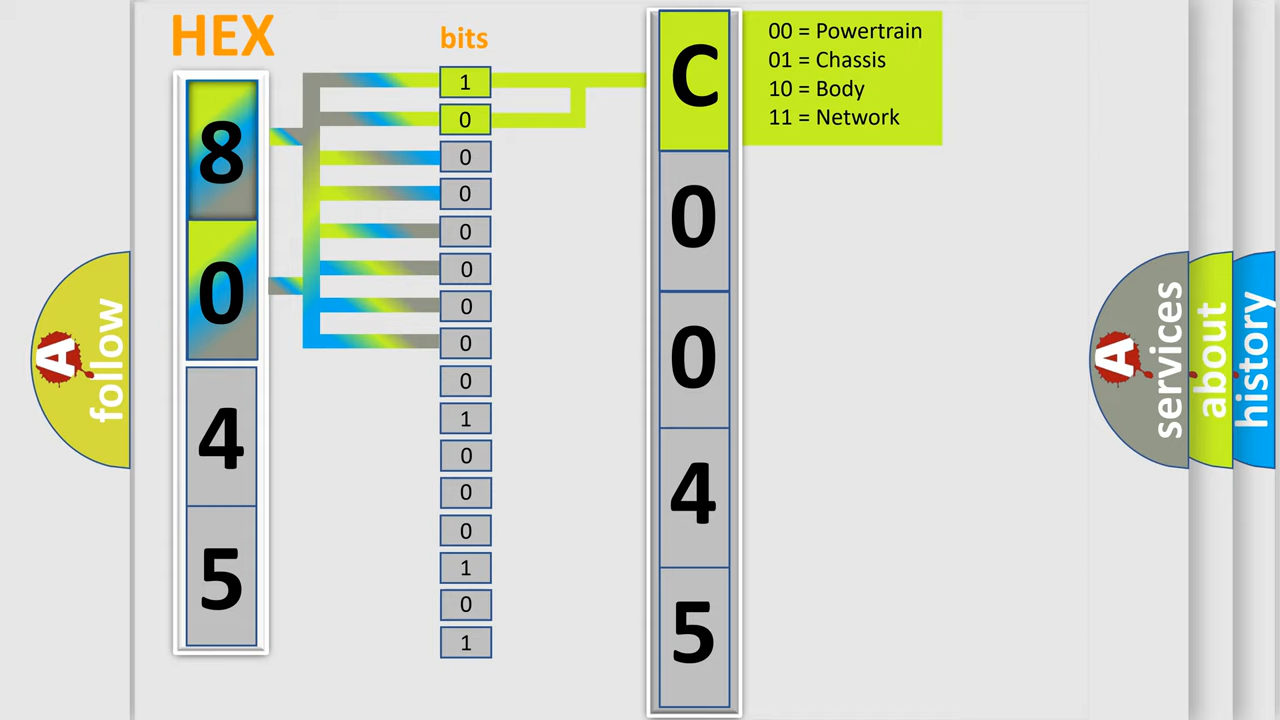 HEX
8
0
4
5
bits
1
0
0
0
0
0
0
0
0
1
0
0
0
1
0
1
C
0
0
4
5
00 = Powertrain
01 = Chassis
10 = Body
11 = Network
A
follow
A
services
about
history